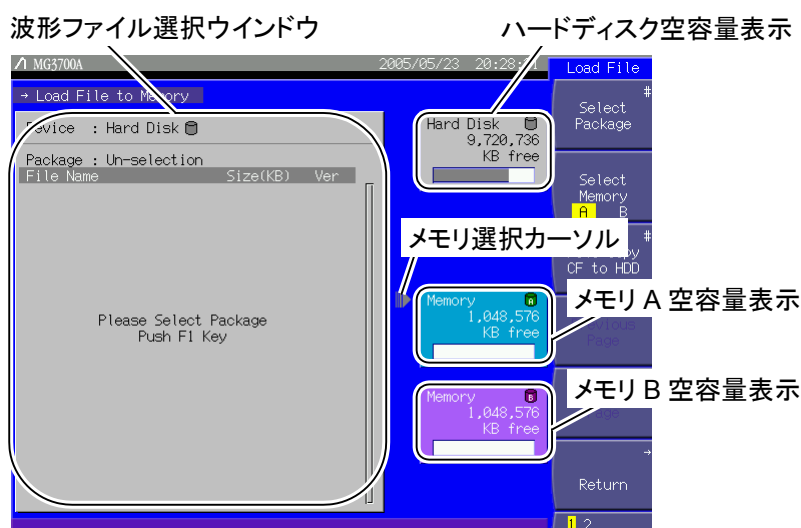 波形ファイル選択ウインドウ
ハードディスク空容量表示
MG3700A
2005/05/23 20:28:
Load File
→ Load File to Memory
#
Select
Package
Device : Hard Disk
Hard Disk
9,720,736
KB free
Package : Un-selection
File Name Size(KB) Ver
Select
Memory
A B
メモリ選択カーソル
#
CF to HDD
Memory A
1,048,576
KB free
メモリ A 空容量表示
Please Select Package
Push F1 Key
Page
Memory B
1,048,576
KB free
メモリ B 空容量表示
→
Return
1 2